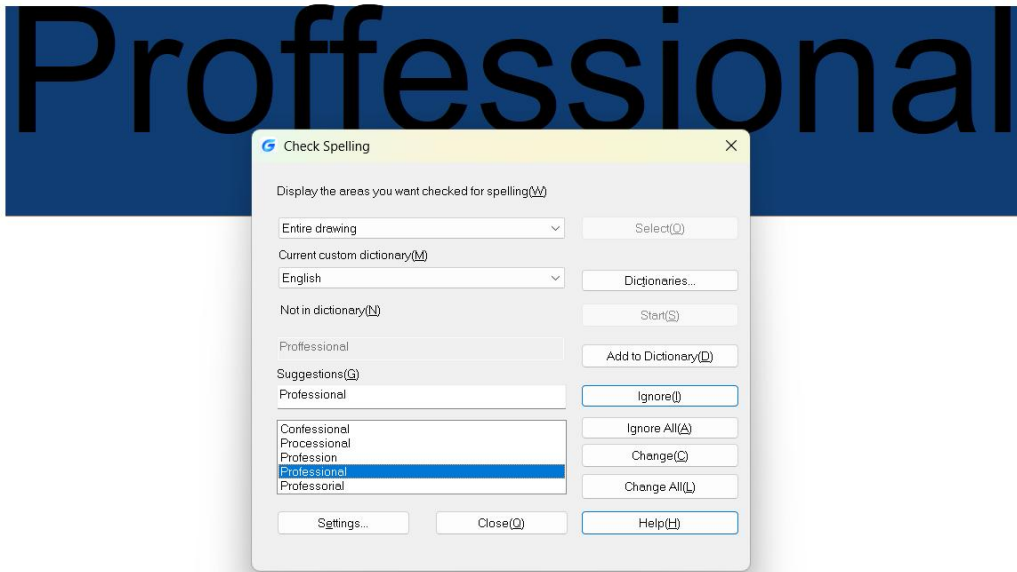 Proffessional
Check Spelling
Display the areas you want checked for spelling(W)
Entire drawing
Select(O)
Current custom dictionary(M)
English
Dictionaries...
Not in dictionary(N)
Start(S)
Proffessional
Add to Dictionary(D)
Suggestions(G)
Professional
Ignore(I)
Confessional
Ignore All(A)
Processional
Profession
Change(C)
Professional
Professorial
Change All(L)
Settings...
Close(Q)
Help(H)